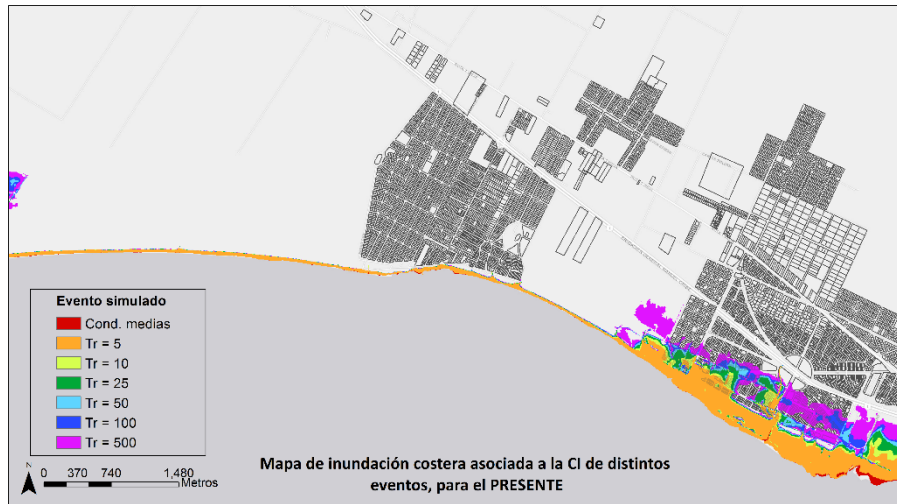 Evento simulado
Cond. medias
Tr = 5
Tr = 10
Tr = 25
Tr = 50
Tr = 100
Tr = 500
N
0 370 740 1,480
Metros
Mapa de inundación costera asociada a la CI de distintos
eventos, para el PRESENTE